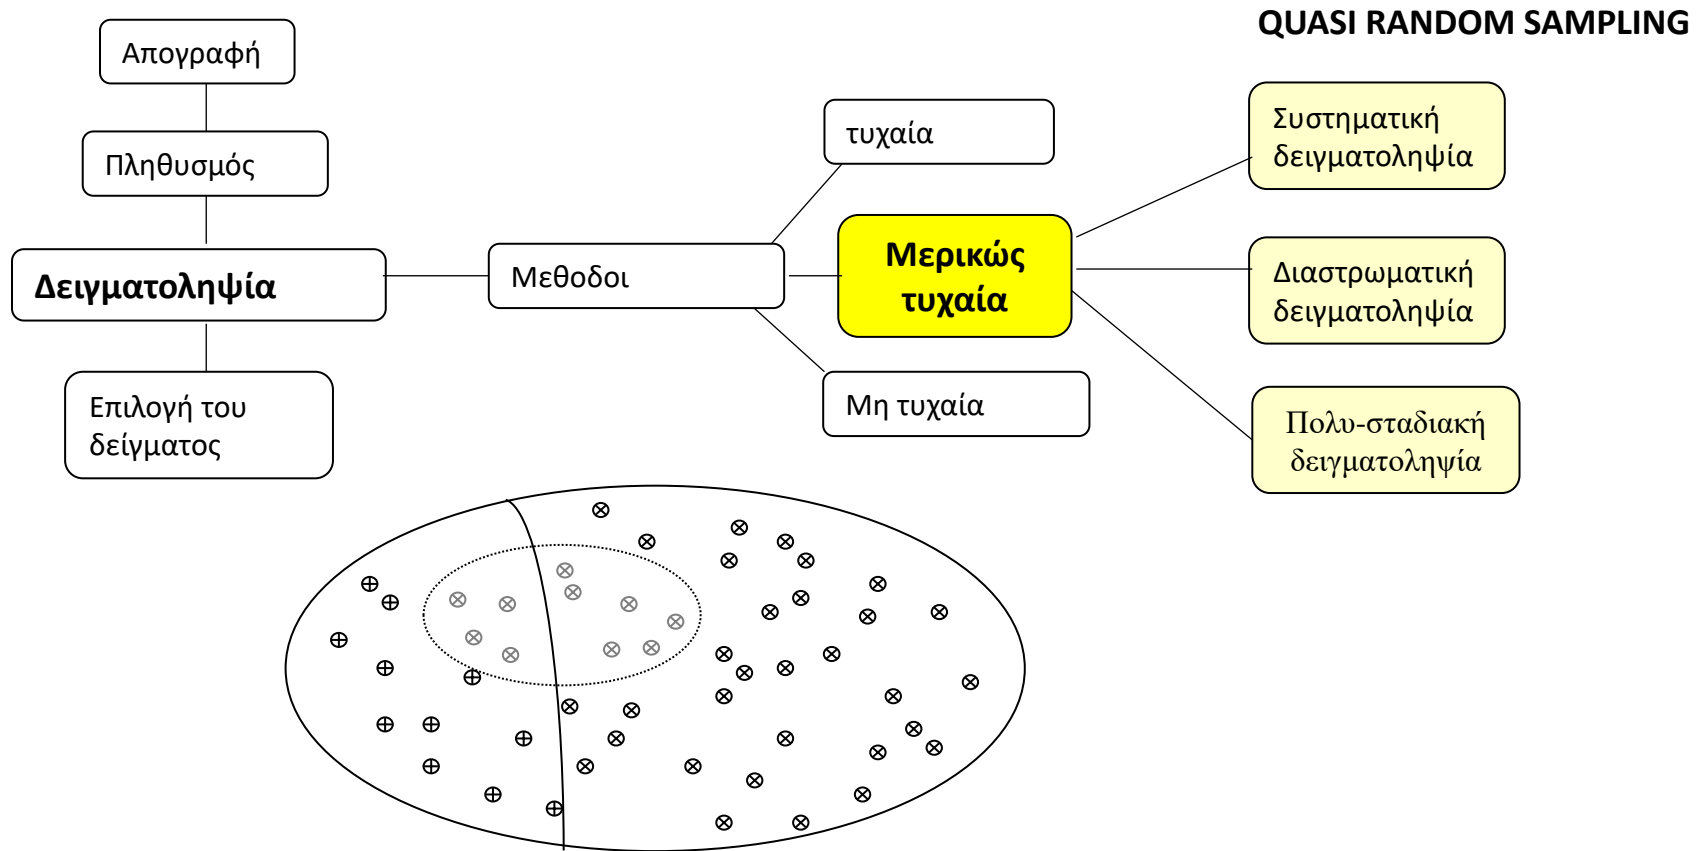 QUASI RANDOM SAMPLING
Απογραφή
Πληθυσμός
Δειγματοληψία
Επιλογή του
δείγματος
Μεθοδοι
τυχαία
Μερικώς
τυχαία
Μη τυχαία
Συστηματική
δειγματοληψία
Διαστρωματική
δειγματοληψία
Πολυ-σταδιακή
δειγματοληψία